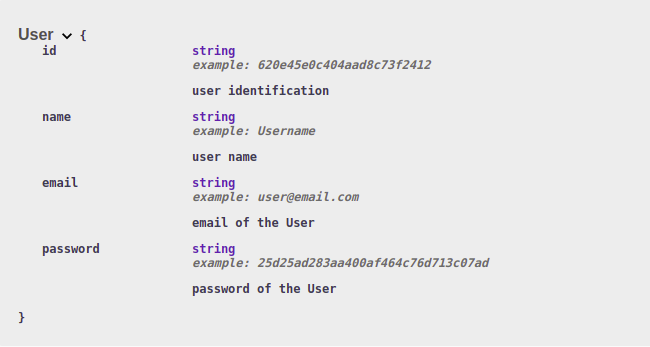 User {
id string
example: 620e45e0c404aad8c73f2412
user identification
name string
example: Username
user name
email string
example: user@email.com
email of the User
password string
example: 25d25ad283aa400af464c76d713c07ad
password of the User
}